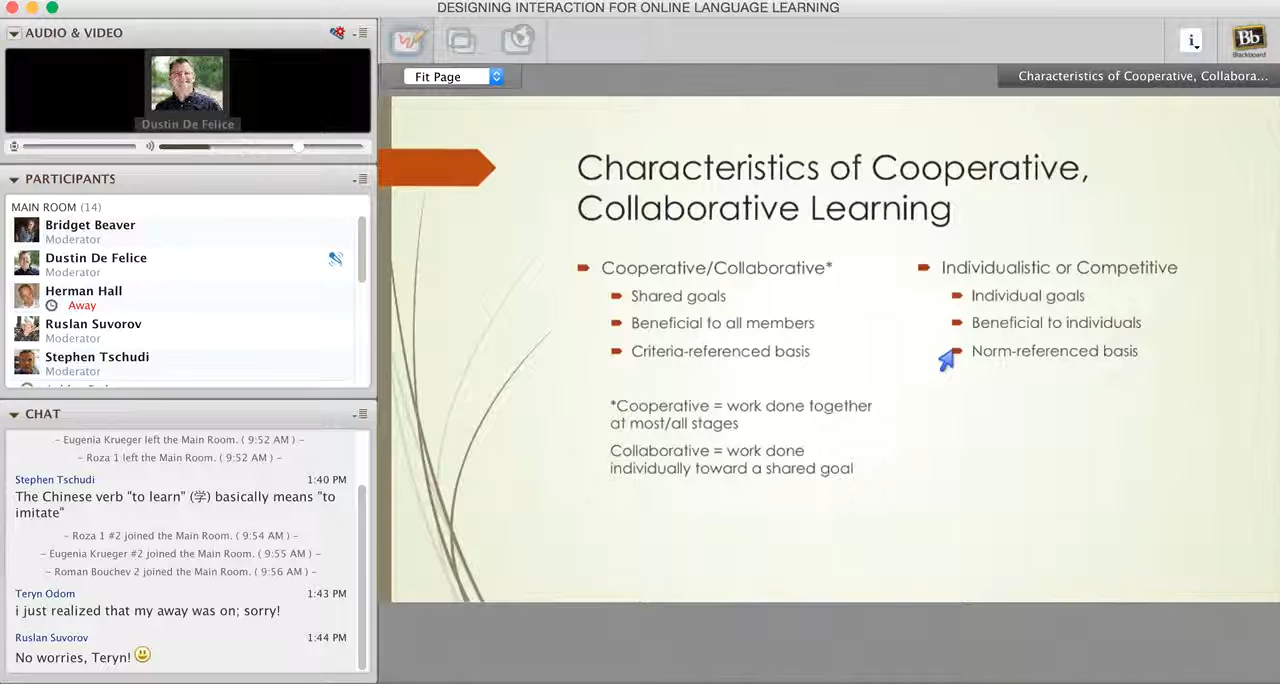 DESIGNING INTERACTION FOR ONLINE LANGUAGE LEARNING
AUDIO & VIDEO
Dustin De Felice
PARTICIPANTS
MAIN ROOM (14)
Bridget Beaver
Moderator
Dustin De Felice
Moderator
Herman Hall
Away
Ruslan Suvorov
Moderator
Stephen Tschudi
Moderator
CHAT
– Eugenia Krueger left the Main Room. ( 9:52 AM ) –
– Roza 1 left the Main Room. ( 9:52 AM ) –
Stephen Tschudi 1:40 PM
The Chinese verb "to learn" (学) basically means "to
imitate"
– Roza 1 #2 joined the Main Room. ( 9:54 AM ) –
– Eugenia Krueger #2 joined the Main Room. ( 9:55 AM ) –
– Roman Bouchev 2 joined the Main Room. ( 9:56 AM ) –
Teryn Odom 1:43 PM
i just realized that my away was on; sorry!
Ruslan Suvorov 1:44 PM
No worries, Teryn!
Fit Page
i
Bb
Blackboard
Characteristics of Cooperative, Collabora...
Characteristics of Cooperative,
Collaborative Learning
Cooperative/Collaborative*
Shared goals
Beneficial to all members
Criteria-referenced basis
*Cooperative = work done together
at most/all stages
Collaborative = work done
individually toward a shared goal
Individualistic or Competitive
Individual goals
Beneficial to individuals
Norm-referenced basis